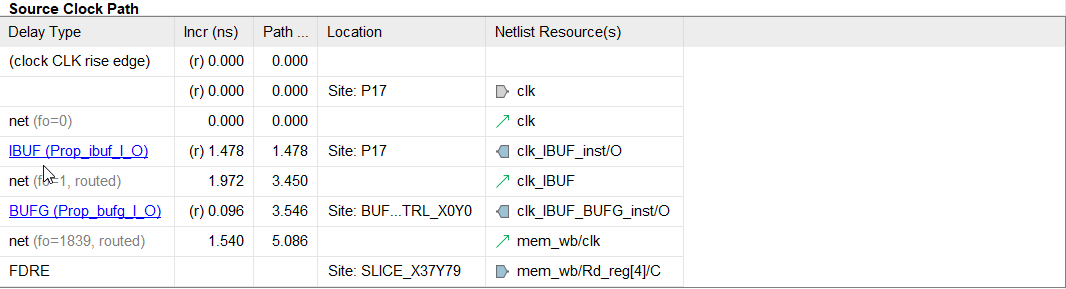 Source Clock Path
Delay Type Incr (ns) Path ... Location Netlist Resource(s)
(clock CLK rise edge) (r) 0.000 0.000
(r) 0.000 0.000 Site: P17 clk
net (fo=0) 0.000 0.000 clk
IBUF (Prop_ibuf_I_O) (r) 1.478 1.478 Site: P17 clk_IBUF_inst/O
net (fo=1, routed) 1.972 3.450 clk_IBUF
BUFG (Prop_bufg_I_O) (r) 0.096 3.546 Site: BUF...TRL_X0Y0 clk_IBUF_BUFG_inst/O
net (fo=1839, routed) 1.540 5.086 mem_wb/clk
FDRE Site: SLICE_X37Y79 mem_wb/Rd_reg[4]/C